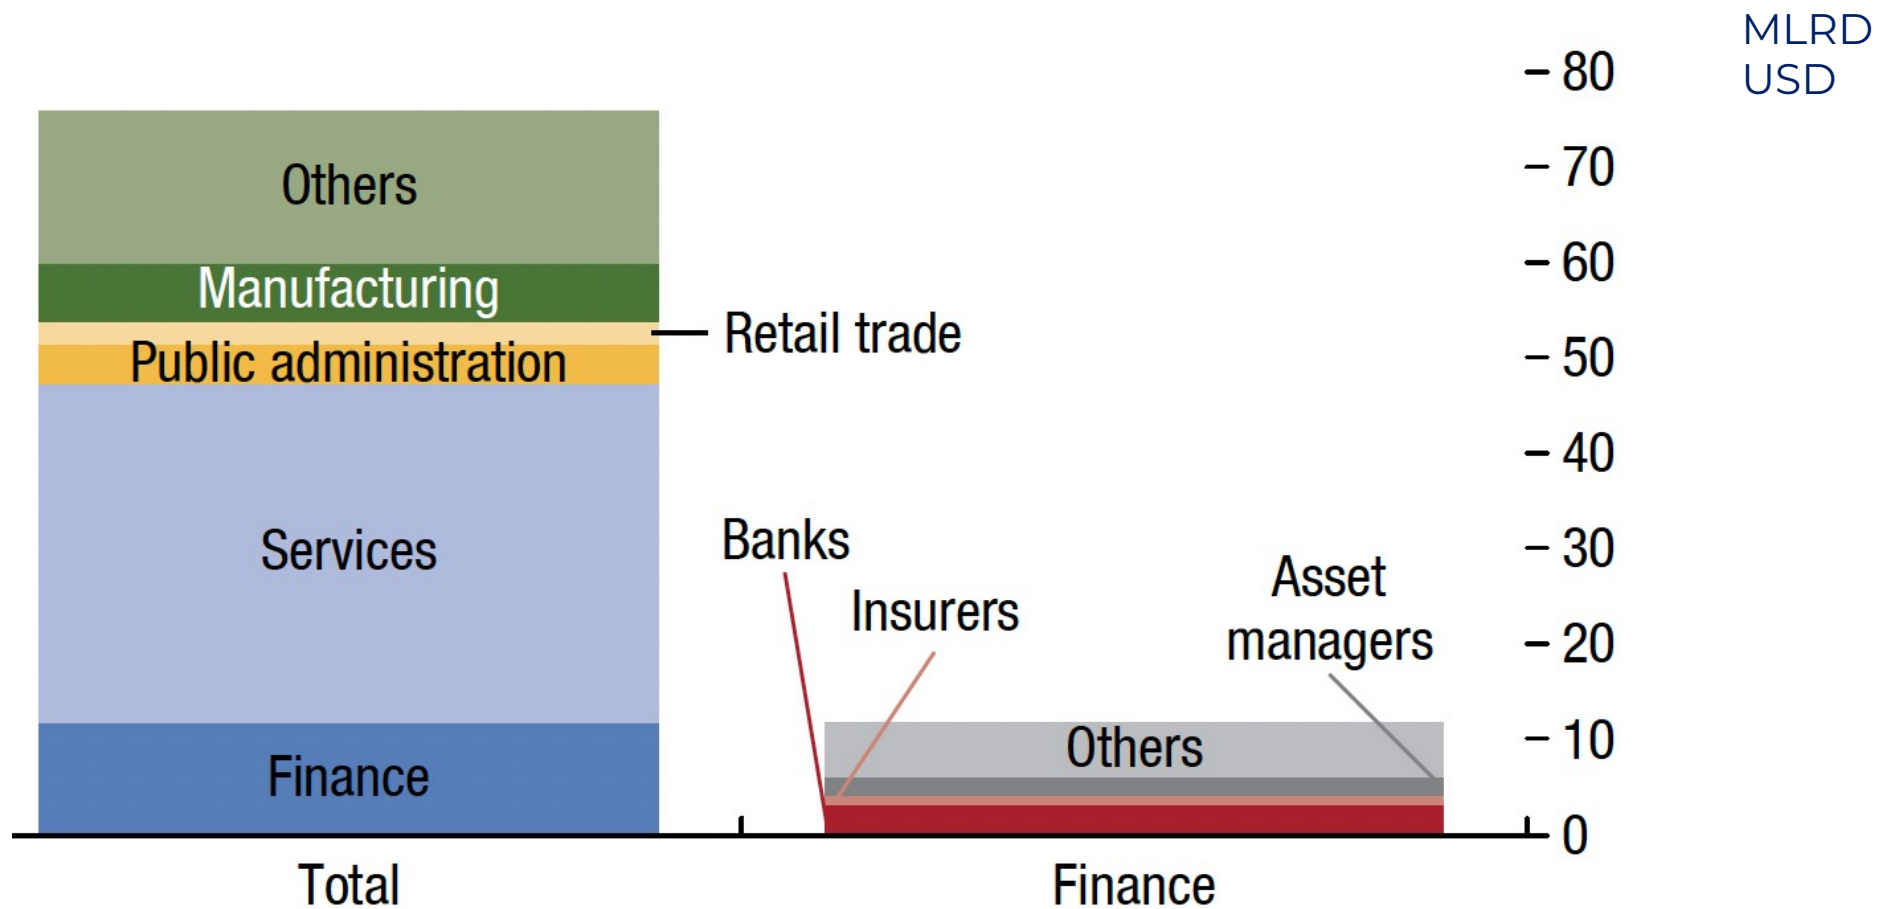 MLRD
USD
80
70
60
50
40
30
20
10
0
Others
Manufacturing
Retail trade
Public administration
Services
Finance
Banks
Insurers
Asset
managers
Others
Total
Finance